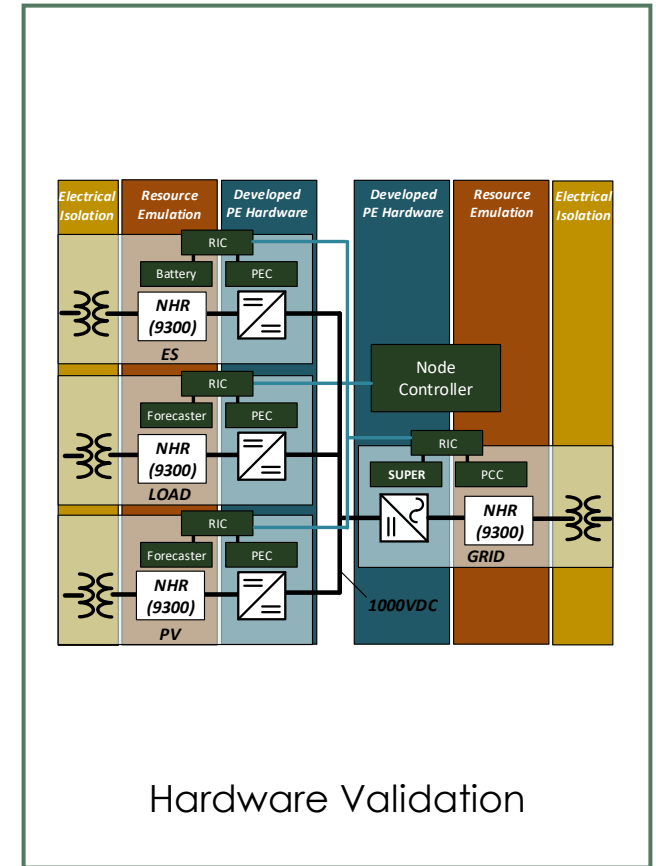 Electrical
Isolation
Resource
Emulation
Developed
PE Hardware
Developed
PE Hardware
Resource
Emulation
Electrical
Isolation
RIC
Battery
PEC
NHR
(9300)
ES
RIC
Forecaster
PEC
NHR
(9300)
LOAD
RIC
Forecaster
PEC
NHR
(9300)
PV
Node
Controller
RIC
SUPER
PCC
NHR
(9300)
GRID
1000VDC
Hardware Validation